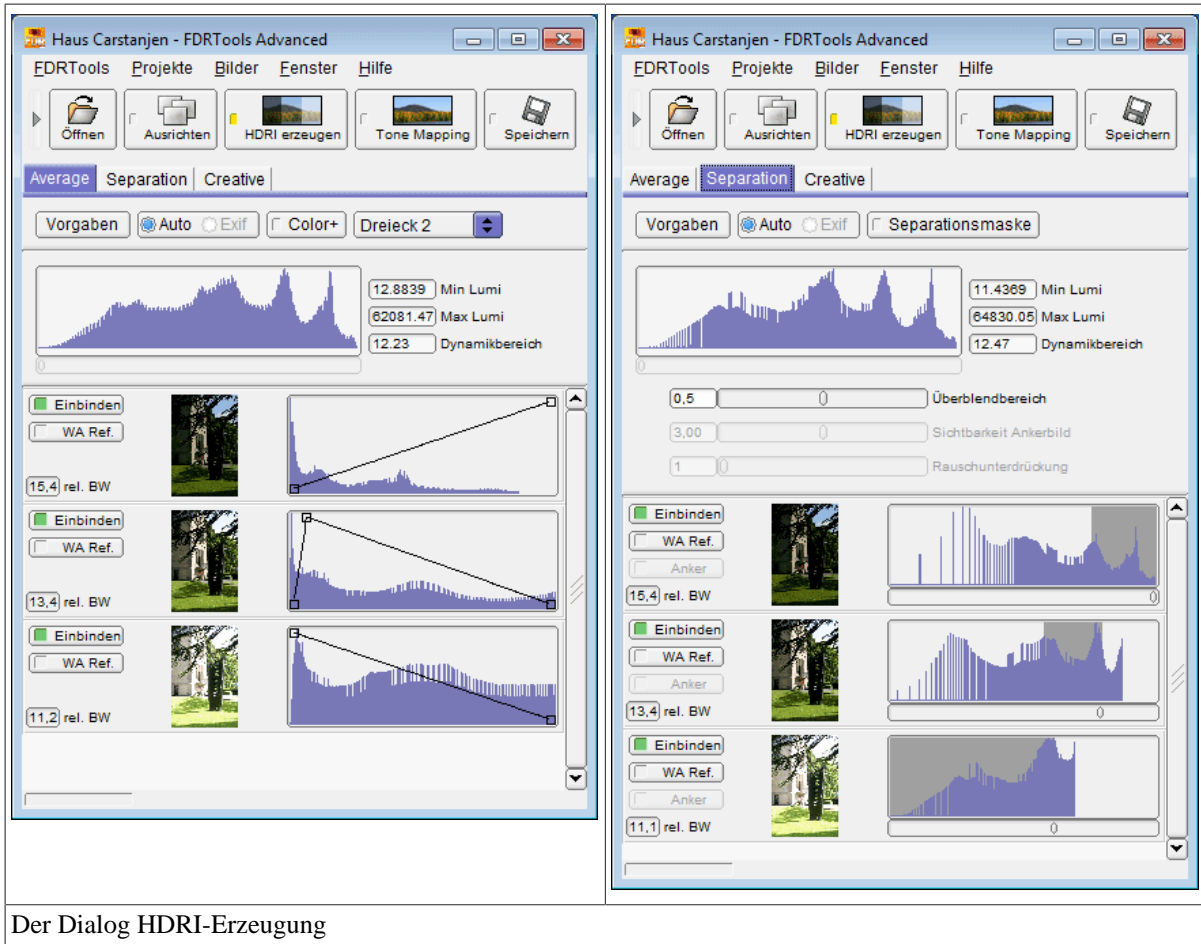 Haus Carstanjen - FDRTools Advanced
FDRTools Projekte Bilder Fenster Hilfe
Öffnen Ausrichten HDRI erzeugen Tone Mapping Speichern
Average Separation Creative
Vorgaben Auto Exif Color+ Dreieck 2
12.8839 Min Lumi
62081.47 Max Lumi
12.23 Dynamikbereich
0
Einbinden
WA Ref.
15,4 rel. BW
Einbinden
WA Ref.
13,4 rel. BW
Einbinden
WA Ref.
11,2 rel. BW
Haus Carstanjen - FDRTools Advanced
FDRTools Projekte Bilder Fenster Hilfe
Öffnen Ausrichten HDRI erzeugen Tone Mapping Speichern
Average Separation Creative
Vorgaben Auto Exif Separationsmaske
11.4369 Min Lumi
64830.05 Max Lumi
12.47 Dynamikbereich
0
0,5 Überblendbereich
3,00 Sichtbarkeit Ankerbild
1 Rauschunterdrückung
Einbinden
WA Ref.
Anker
15,4 rel. BW
Einbinden
WA Ref.
Anker
13,4 rel. BW
Einbinden
WA Ref.
Anker
11,1 rel. BW
Der Dialog HDRI-Erzeugung